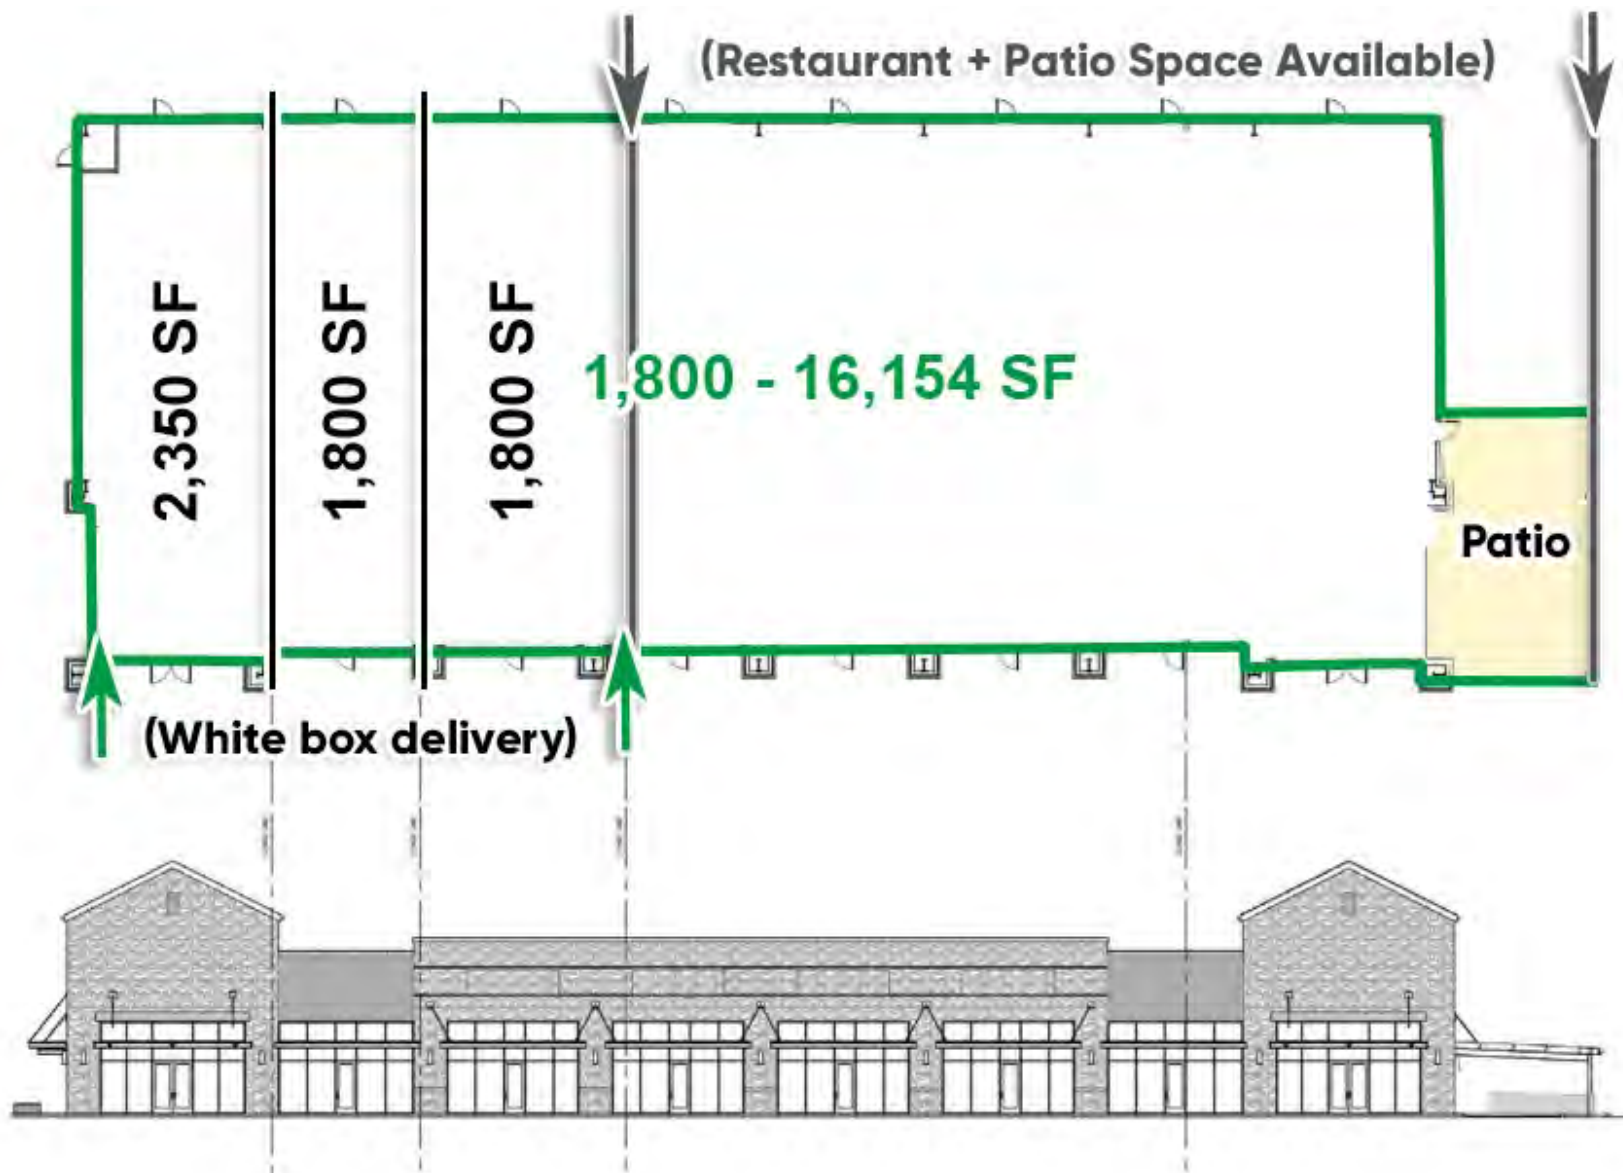 (Restaurant + Patio Space Available)
2,350 SF
1,800 SF
1,800 SF
1,800 - 16,154 SF
Patio
(White box delivery)